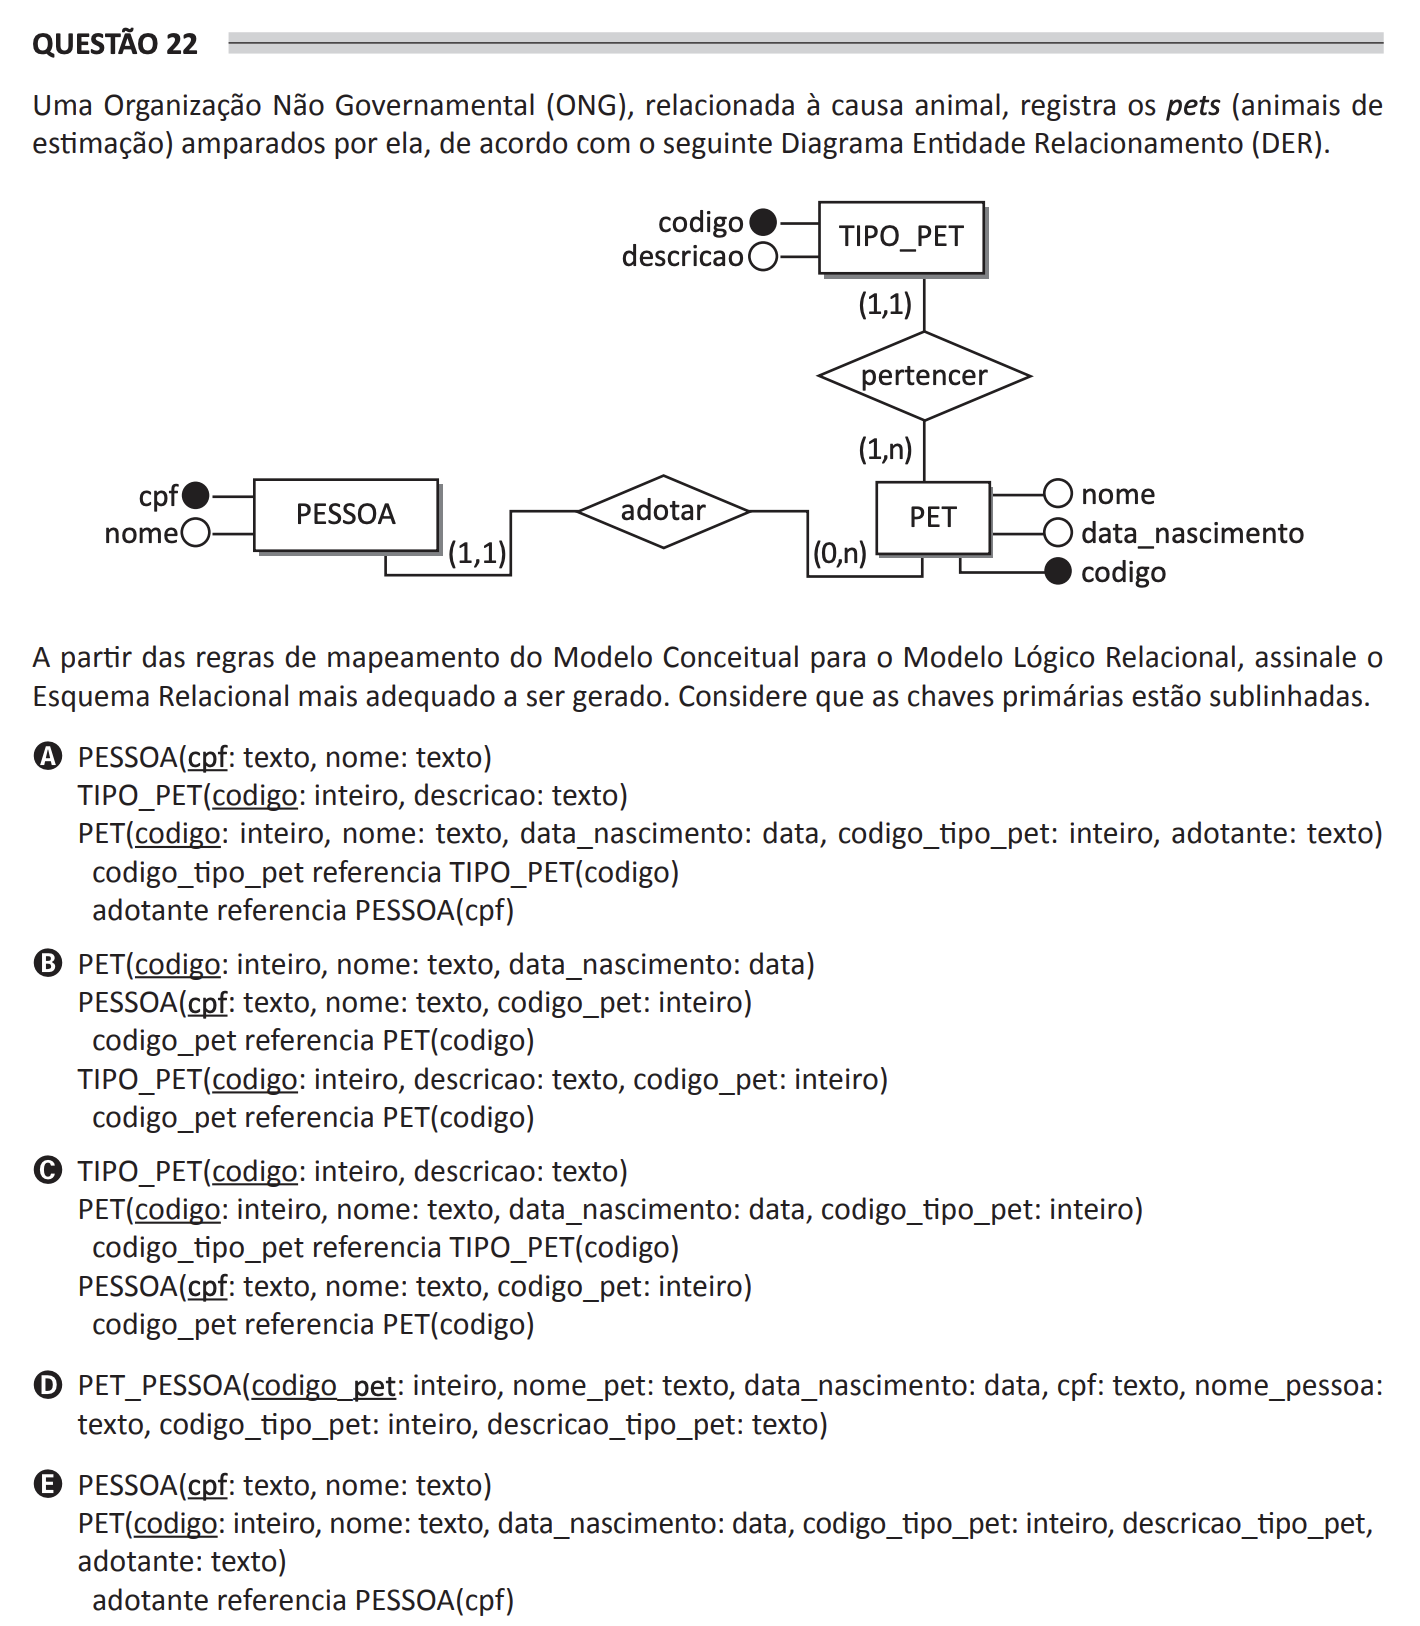 QUESTÃO 22
Uma Organização Não Governamental (ONG), relacionada à causa animal, registra os pets (animais de
estimação) amparados por ela, de acordo com o seguinte Diagrama Entidade Relacionamento (DER).
codigo
descricao
TIPO_PET
(1,1)
pertencer
(1,n)
cpf
nome
PESSOA
(1,1)
adotar
(0,n)
PET
nome
data_nascimento
codigo
A partir das regras de mapeamento do Modelo Conceitual para o Modelo Lógico Relacional, assinale o
Esquema Relacional mais adequado a ser gerado. Considere que as chaves primárias estão sublinhadas.
A PESSOA(cpf: texto, nome: texto)
TIPO_PET(codigo: inteiro, descricao: texto)
PET(codigo: inteiro, nome: texto, data_nascimento: data, codigo_tipo_pet: inteiro, adotante: texto)
codigo_tipo_pet referencia TIPO_PET(codigo)
adotante referencia PESSOA(cpf)
B PET(codigo: inteiro, nome: texto, data_nascimento: data)
PESSOA(cpf: texto, nome: texto, codigo_pet: inteiro)
codigo_pet referencia PET(codigo)
TIPO_PET(codigo: inteiro, descricao: texto, codigo_pet: inteiro)
codigo_pet referencia PET(codigo)
C TIPO_PET(codigo: inteiro, descricao: texto)
PET(codigo: inteiro, nome: texto, data_nascimento: data, codigo_tipo_pet: inteiro)
codigo_tipo_pet referencia TIPO_PET(codigo)
PESSOA(cpf: texto, nome: texto, codigo_pet: inteiro)
codigo_pet referencia PET(codigo)
D PET_PESSOA(codigo_pet: inteiro, nome_pet: texto, data_nascimento: data, cpf: texto, nome_pessoa:
texto, codigo_tipo_pet: inteiro, descricao_tipo_pet: texto)
E PESSOA(cpf: texto, nome: texto)
PET(codigo: inteiro, nome: texto, data_nascimento: data, codigo_tipo_pet: inteiro, descricao_tipo_pet,
adotante: texto)
adotante referencia PESSOA(cpf)